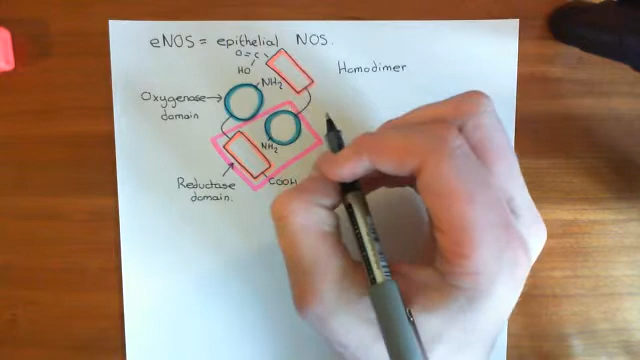 eNOS = epithelial NOS.
O=C
HO
NH₂
Homodimer
Oxygenase
domain
NH₂
Reductase
domain.
COOH